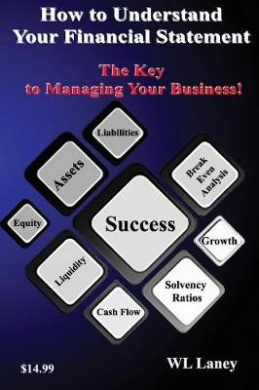 How to Understand
Your Financial Statement
The Key
to Managing Your Business!
Liabilities
Assets
Break
Even
Analysis
Equity
Success
Growth
Liquidity
Solvency
Ratios
Cash Flow
$14.99
WL Laney